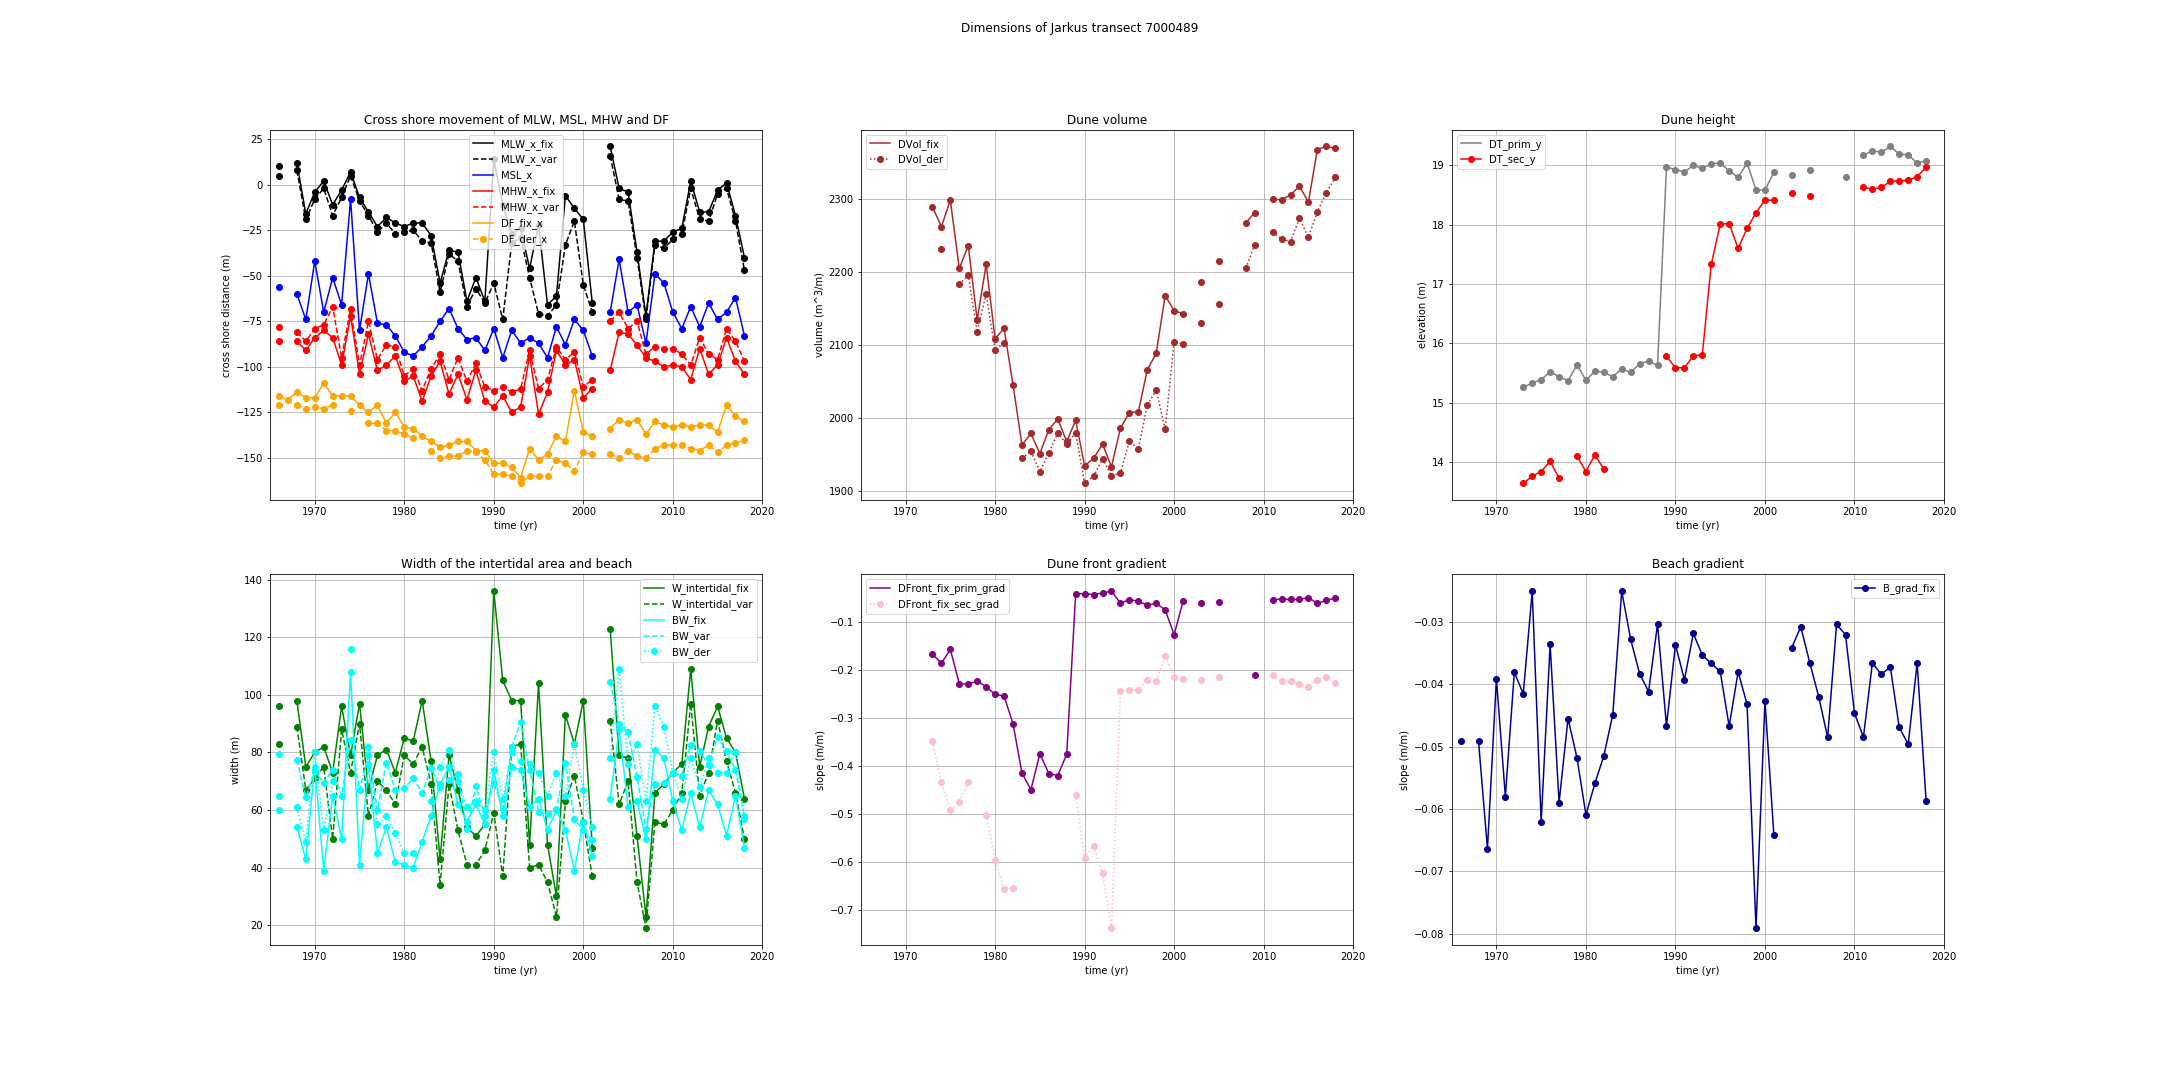 Dimensions of Jarkus transect 7000489
Cross shore movement of MLW, MSL, MHW and DF
cross shore distance (m)
25
0
−25
−50
−75
−100
−125
−150
MLW_x_fix
MLW_x_var
MSL_x
MHW_x_fix
MHW_x_var
DF_fix_x
DF_der_x
1970 1980 1990 2000 2010 2020
time (yr)
Dune volume
volume (m^3/m)
2300
2200
2100
2000
1900
DVol_fix
DVol_der
1970 1980 1990 2000 2010 2020
time (yr)
Dune height
elevation (m)
19
18
17
16
15
14
DT_prim_y
DT_sec_y
1970 1980 1990 2000 2010 2020
time (yr)
Width of the intertidal area and beach
width (m)
140
120
100
80
60
40
20
W_intertidal_fix
W_intertidal_var
BW_fix
BW_var
BW_der
1970 1980 1990 2000 2010 2020
time (yr)
Dune front gradient
slope (m/m)
−0.1
−0.2
−0.3
−0.4
−0.5
−0.6
−0.7
DFront_fix_prim_grad
DFront_fix_sec_grad
1970 1980 1990 2000 2010 2020
time (yr)
Beach gradient
slope (m/m)
−0.03
−0.04
−0.05
−0.06
−0.07
−0.08
B_grad_fix
1970 1980 1990 2000 2010 2020
time (yr)